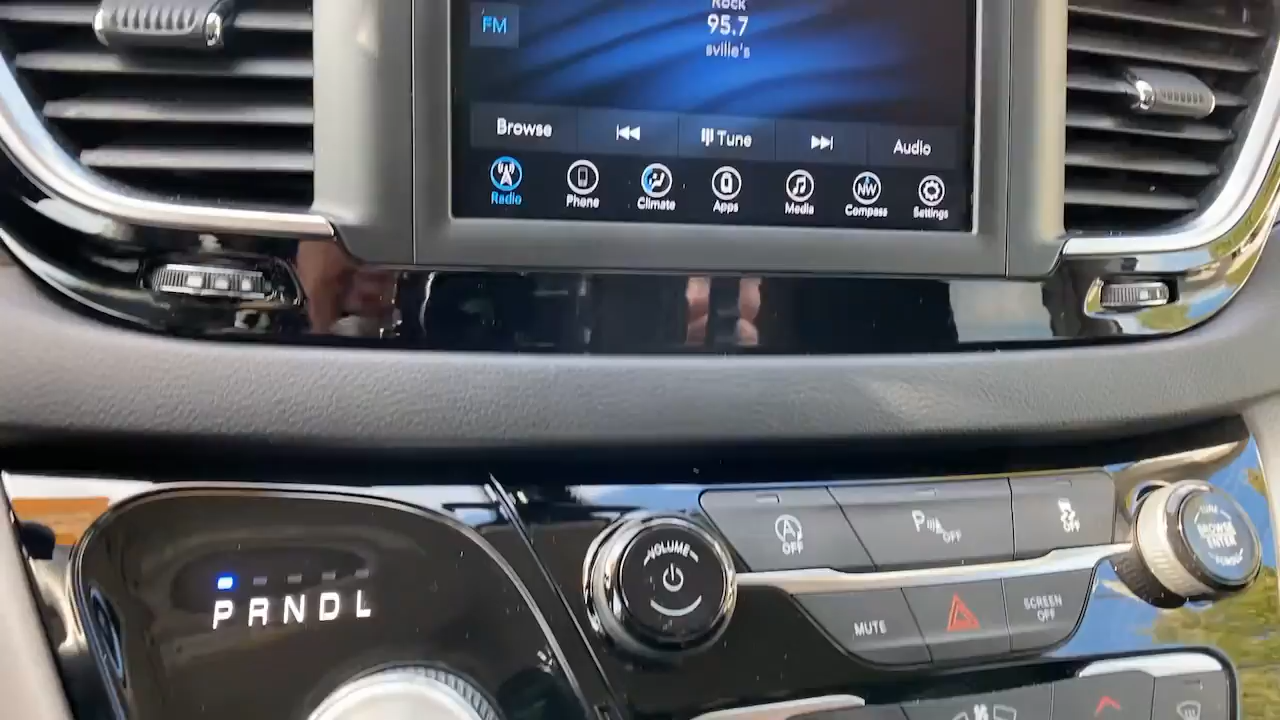 Rock
FM
95.7
sville's
Browse
Tune
Audio
Radio
Phone
Climate
Apps
Media
NW
Compass
Settings
VOLUME
A
OFF
P
OFF
OFF
BROWSE
ENTER
MUTE
SCREEN
OFF
P R N D L